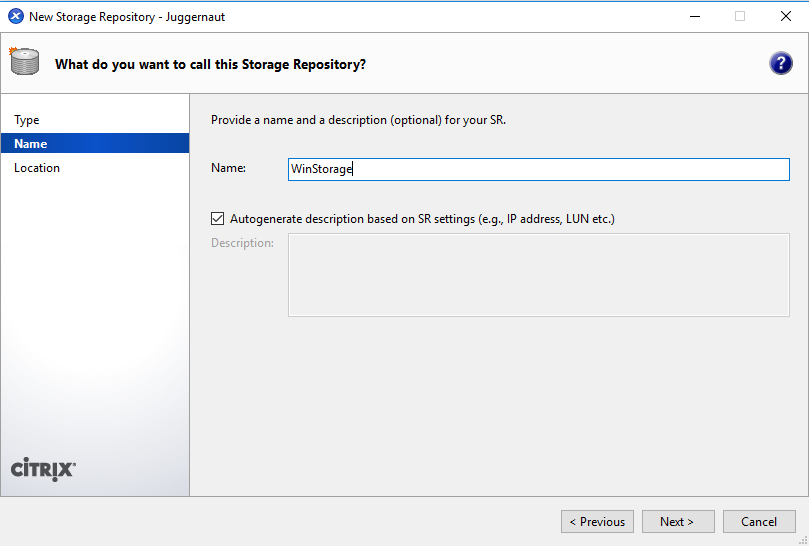 New Storage Repository - Juggernaut
What do you want to call this Storage Repository?
?
Type
Name
Location
Provide a name and a description (optional) for your SR.
Name:
WinStorage
Autogenerate description based on SR settings (e.g., IP address, LUN etc.)
Description:
CITRIX®
< Previous
Next >
Cancel